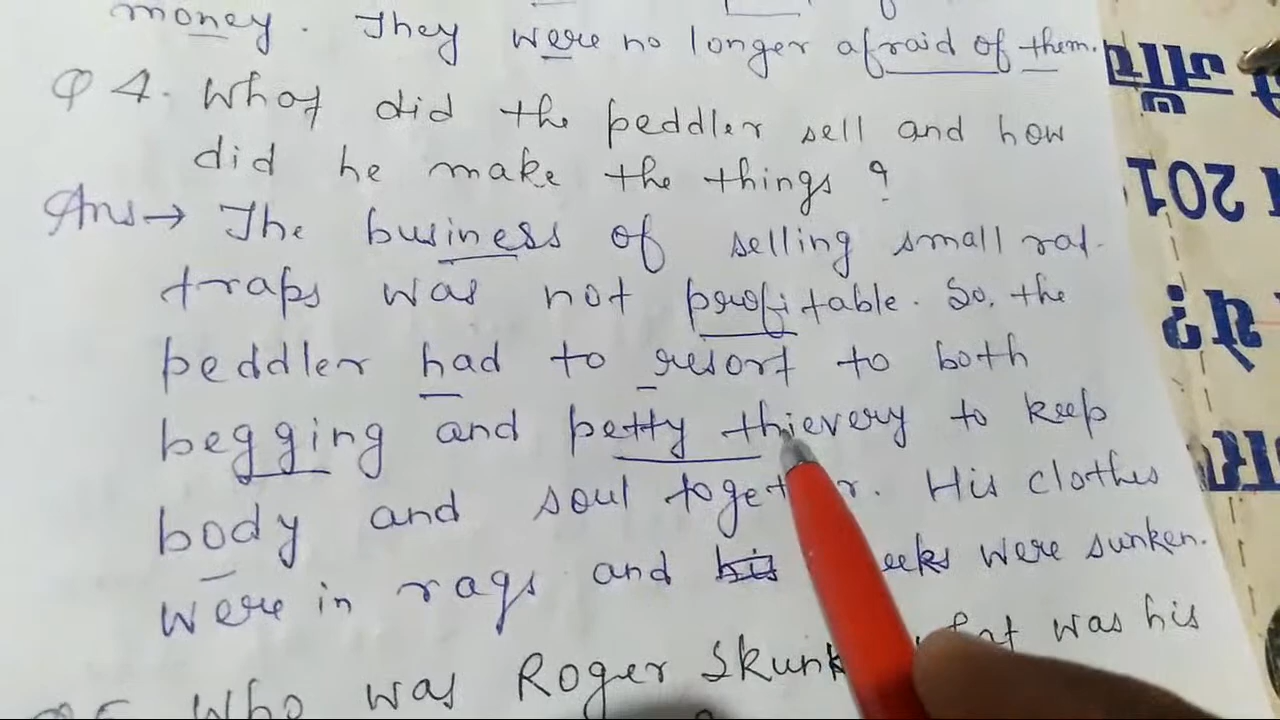 money. They were no longer afraid of them.
Q 4. What did the peddler sell and how
did he make the things ?
Ans → The business of selling small rat-
traps was not profitable. So, the
peddler had to resort to both
begging and petty thievery to keep
body and soul together. His clothes
were in rags and eeks were sunken.
Who was Roger Skunk was his
201